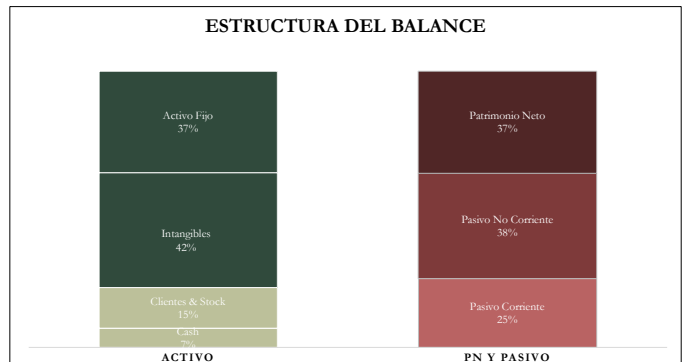 ESTRUCTURA DEL BALANCE
Activo Fijo
37%
Intangibles
42%
Clientes & Stock
15%
Cash
7%
ACTIVO
Patrimonio Neto
37%
Pasivo No Corriente
38%
Pasivo Corriente
25%
PN Y PASIVO